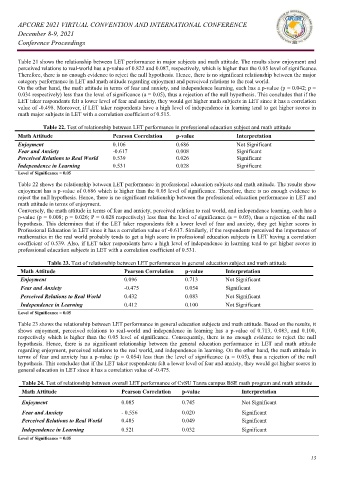 APCORE 2021 VIRTUAL CONVENTION AND INTERNATIONAL CONFERENCE
December 8-9, 2021
Conference Proceedings
Table 21 shows the relationship between LET performance in major subjects and math attitude. The results show enjoyment and
perceived relations to real-world has a p-value of 0.822 and 0.087, respectively, which is higher than the 0.05 level of significance.
Therefore, there is no enough evidence to reject the null hypothesis. Hence, there is no significant relationship between the major
category performance in LET and math attitude regarding enjoyment and perceived relations to the real world.
On the other hand, the math attitude in terms of fear and anxiety, and independence learning, each has a p-value (p = 0.042; p =
0.034 respectively) less than the level of significance (α = 0.05), thus a rejection of the null hypothesis. This concludes that if the
LET taker respondents felt a lower level of fear and anxiety, they would get higher math subjects in LET since it has a correlation
value of -0.498. Moreover, if LET taker respondents have a high level of independence in learning tend to get higher scores in
math major subjects in LET with a correlation coefficient of 0.515.
Table 22. Test of relationship between LET performance in professional education subject and math attitude
Math Attitude Pearson Correlation p-value Interpretation
Enjoyment 0.106 0.686 Not Significant
Fear and Anxiety -0.617 0.008 Significant
Perceived Relations to Real World 0.539 0.026 Significant
Independence in Learning 0.531 0.028 Significant
Level of Significance = 0.05
Table 22 shows the relationship between LET performance in professional education subjects and math attitude. The results show
enjoyment has a p-value of 0.686 which is higher than the 0.05 level of significance. Therefore, there is no enough evidence to
reject the null hypothesis. Hence, there is no significant relationship between the professional education performance in LET and
math attitude in terms of enjoyment.
Conversely, the math attitude in terms of fear and anxiety, perceived relation to real world, and independence learning, each has a
p-value (p = 0.008; p = 0.026; P = 0.028 respectively) less than the level of significance (α = 0.05), thus a rejection of the null
hypothesis. This determines that if the LET taker respondents felt a lower level of fear and anxiety, they get higher scores in
Professional Education in LET since it has a correlation value of -0.617. Similarly, if the respondents perceived the importance of
mathematics in the real world probably tends to get a high score in professional education subjects in LET having a correlation
coefficient of 0.539. Also, if LET taker respondents have a high level of independence in learning tend to get higher scores in
professional education subjects in LET with a correlation coefficient of 0.531.
Table 23. Test of relationship between LET performances in general education subject and math attitude
Math Attitude Pearson Correlation p-value Interpretation
Enjoyment 0.096 0.713 Not Significant
Fear and Anxiety -0.475 0.054 Significant
Perceived Relations to Real World 0.432 0.083 Not Significant
Independence in Learning 0.412 0.100 Not Significant
Level of Significance = 0.05
Table 23 shows the relationship between LET performance in general education subjects and math attitude. Based on the results, it
shows enjoyment, perceived relations to real-world and independence in learning has a p-value of 0.713, 0.083, and 0.100,
respectively which is higher than the 0.05 level of significance. Consequently, there is no enough evidence to reject the null
hypothesis. Hence, there is no significant relationship between the general education performance in LET and math attitude
regarding enjoyment, perceived relations to the real world, and independence in learning. On the other hand, the math attitude in
terms of fear and anxiety has a p-value (p = 0.054) less than the level of significance (α = 0.05), thus a rejection of the null
hypothesis. This concludes that if the LET taker respondents felt a lower level of fear and anxiety, they would get higher scores in
general education in LET since it has a correlation value of -0.475.
Table 24. Test of relationship between overall LET performance of CvSU Tanza campus BSE math program and math attitude
Math Attitude Pearson Correlation p-value Interpretation
Enjoyment 0.085 0.745 Not Significant
Fear and Anxiety - 0.556 0.020 Significant
Perceived Relations to Real World 0.485 0.049 Significant
Independence in Learning 0.521 0.032 Significant
Level of Significance = 0.05